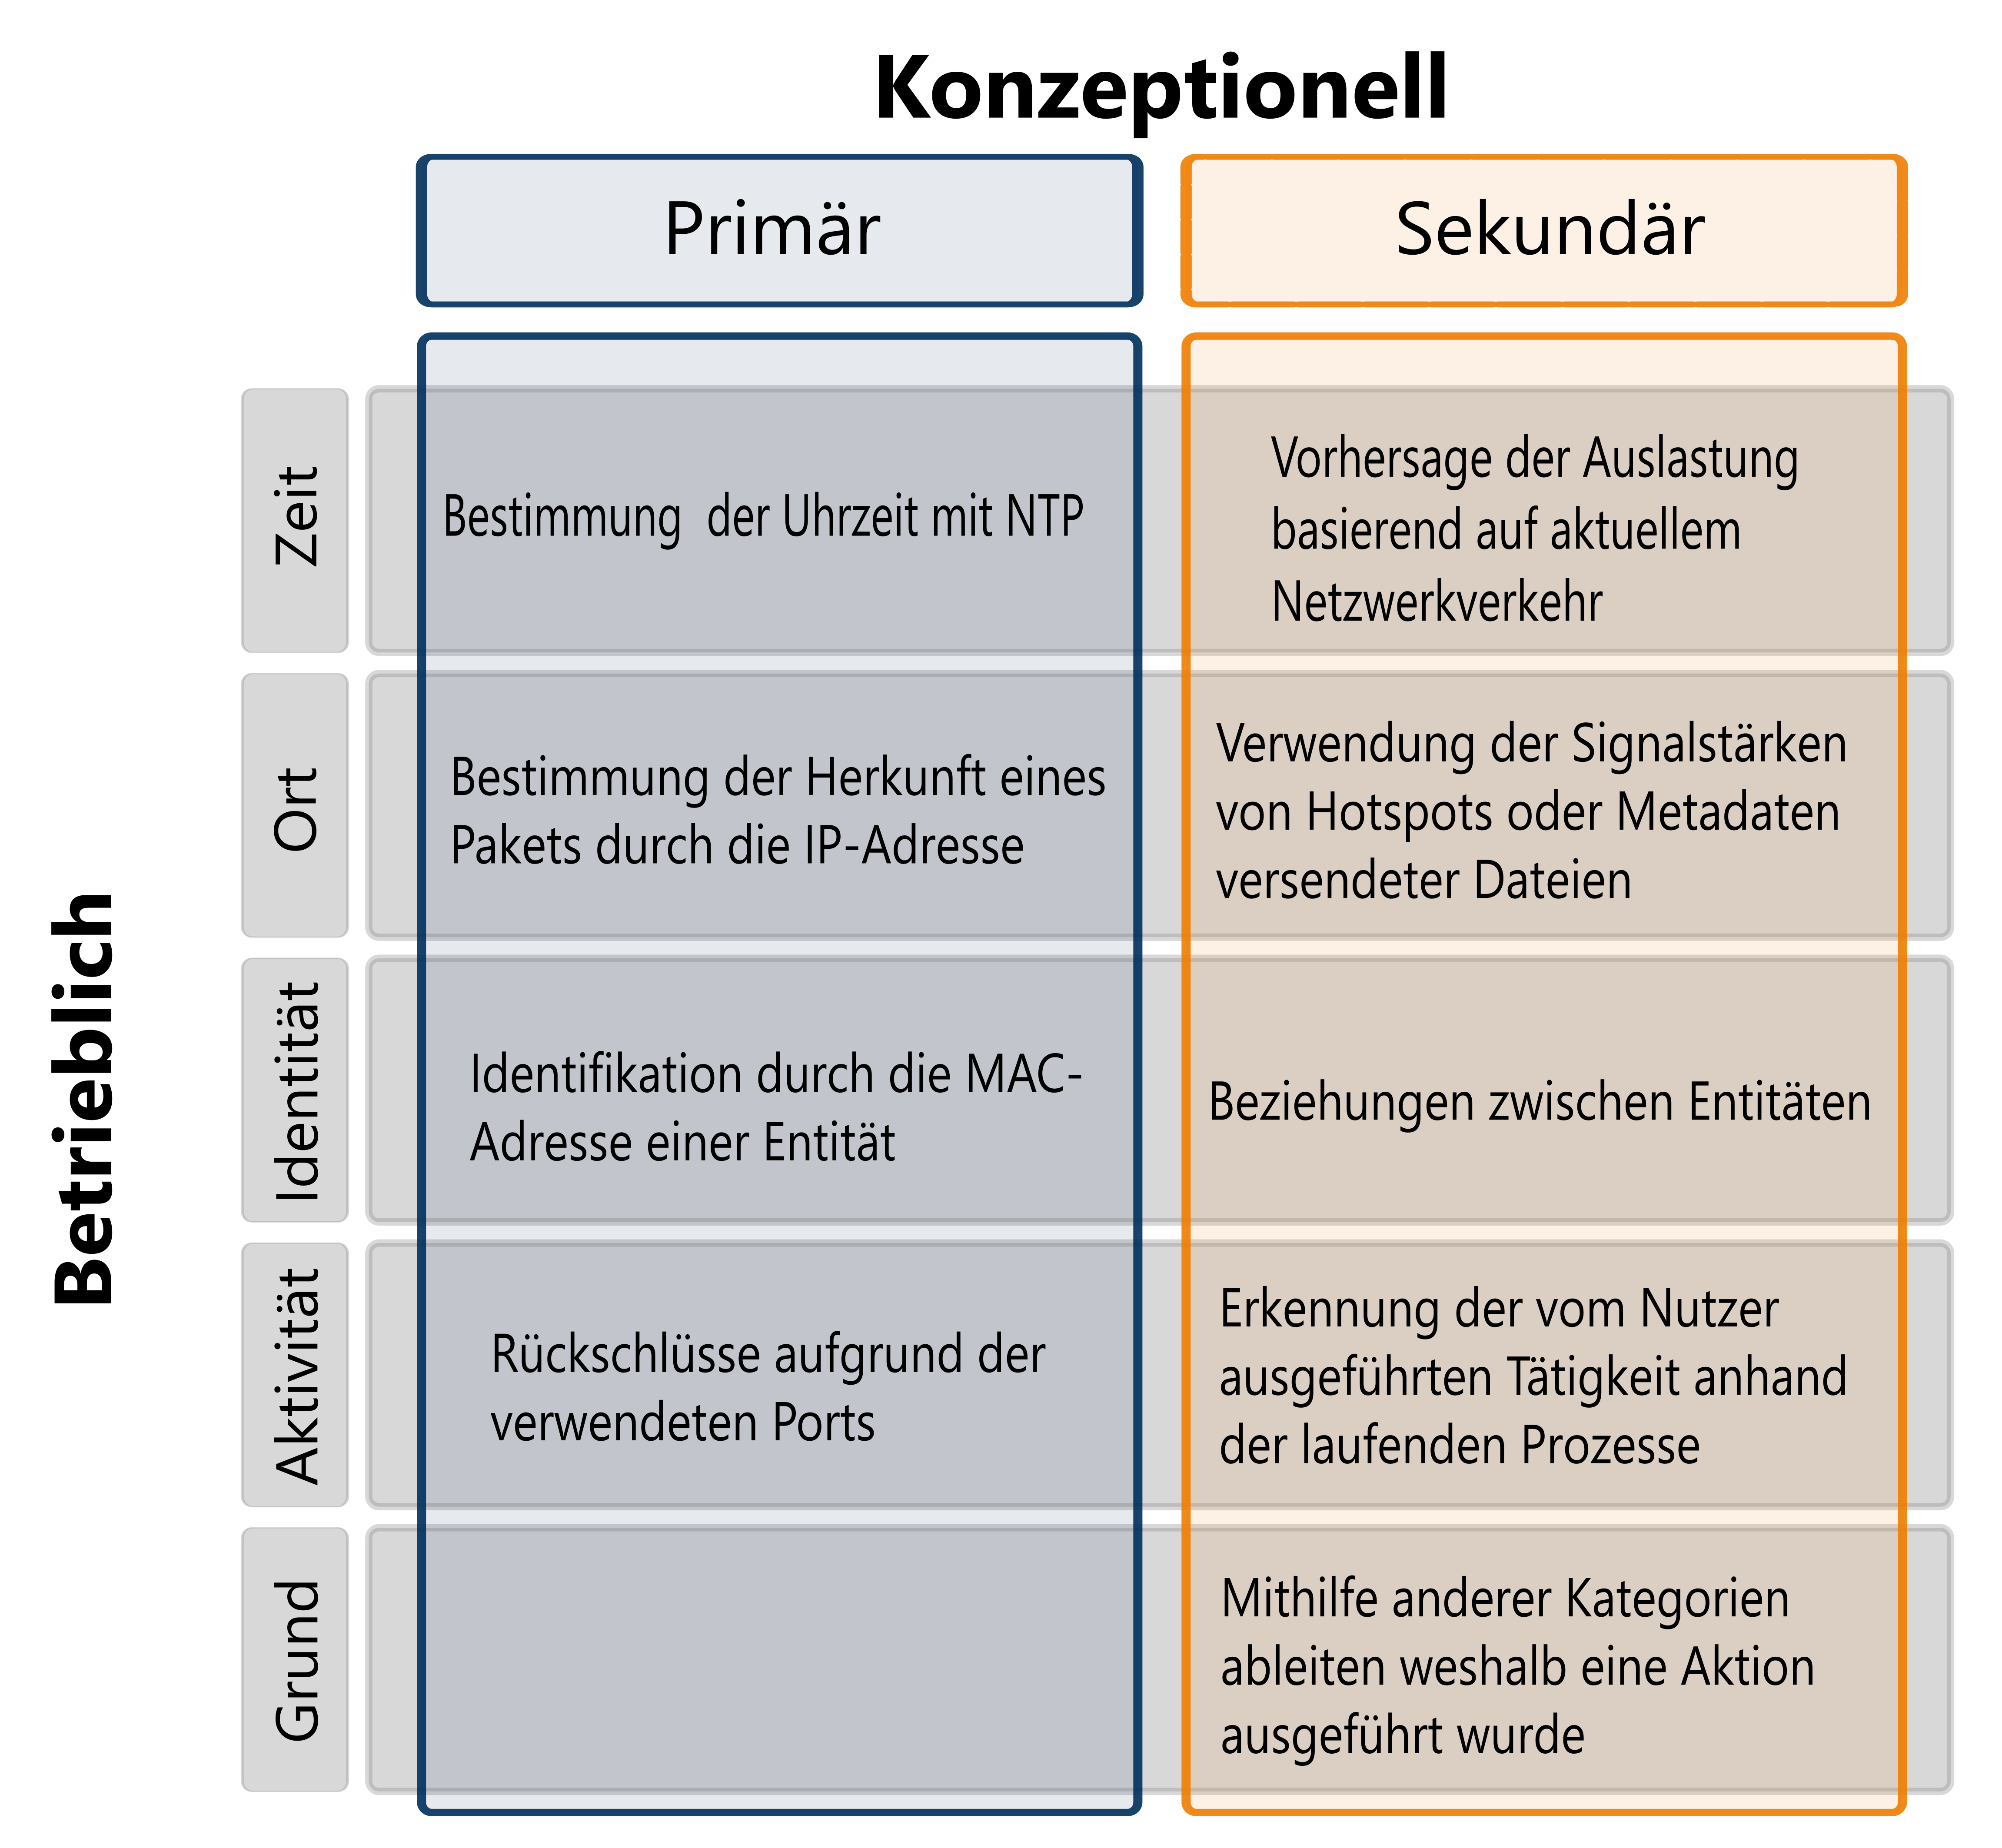 Konzeptionell
Primär
Sekundär
Betrieblich
Zeit
Bestimmung  der Uhrzeit mit NTP
Vorhersage der Auslastung
basierend auf aktuellem
Netzwerkverkehr
Ort
Bestimmung der Herkunft eines
Pakets durch die IP-Adresse
Verwendung der Signalstärken
von Hotspots oder Metadaten
versendeter Dateien
Identität
Identifikation durch die MAC-
Adresse einer Entität
Beziehungen zwischen Entitäten
Aktivität
Rückschlüsse aufgrund der
verwendeten Ports
Erkennung der vom Nutzer
ausgeführten Tätigkeit anhand
der laufenden Prozesse
Grund
Mithilfe anderer Kategorien
ableiten weshalb eine Aktion
ausgeführt wurde